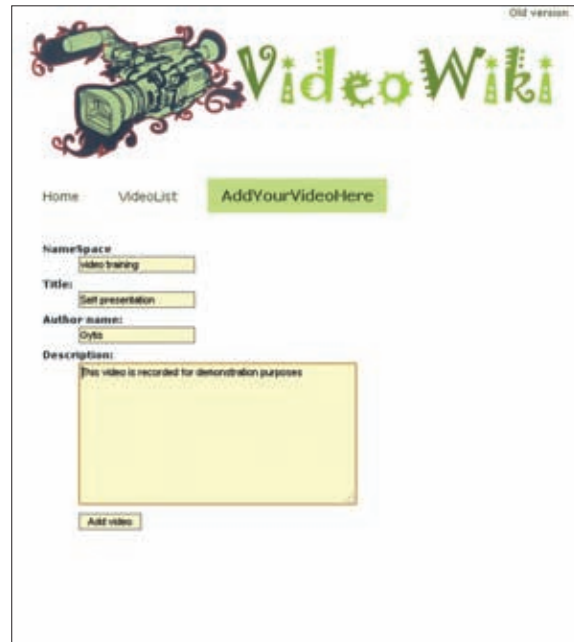 Old version
VideoWiki
Home VideoList AddYourVideoHere
NameSpace
video training
Title:
Self presentation
Author name:
Gytis
Description:
This video is recorded for demonstration purposes
Add video